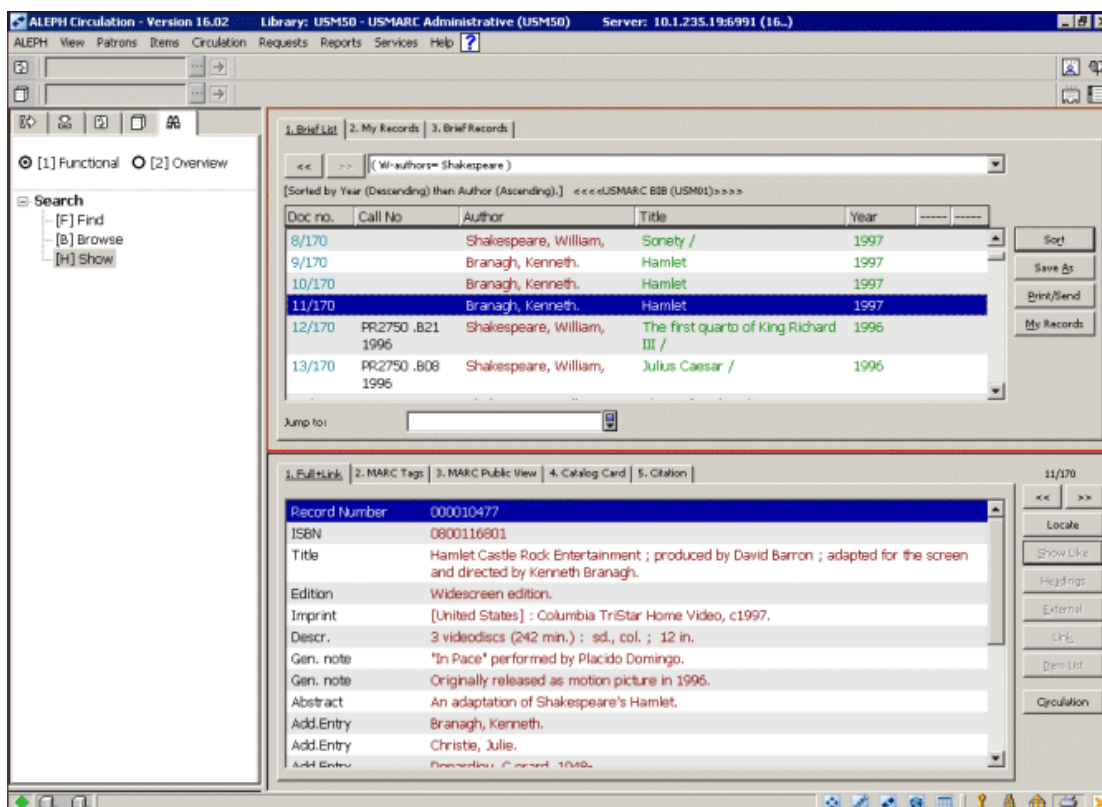 ALEPH Circulation - Version 16.02 Library: USM50 - USMARC Administrative (USM50) Server: 10.1.235.19:6991 (16..)
ALEPH View Patrons Items Circulation Requests Reports Services Help ?
[1] Functional [2] Overview
Search
[F] Find
[B] Browse
[H] Show
1. Brief List 2. My Records 3. Brief Records
<< >> ( W-authors= Shakespeare )
[Sorted by Year (Descending) then Author (Ascending).] <<<<USMARC BIB (USM01)>>>>
Doc no. Call No Author Title Year ----- -----
8/170 Shakespeare, William, Sonety / 1997
9/170 Branagh, Kenneth. Hamlet 1997
10/170 Branagh, Kenneth. Hamlet 1997
11/170 Branagh, Kenneth. Hamlet 1997
12/170 PR2750 .B21 Shakespeare, William, The first quarto of King Richard 1996
1996 III /
13/170 PR2750 .B08 Shakespeare, William, Julius Caesar / 1996
1996
Sort
Save As
Print/Send
My Records
Jump to:
1. Full+Link 2. MARC Tags 3. MARC Public View 4. Catalog Card 5. Citation
11/170
<< >>
Locate
Show Like
Headings
External
Link
Item List
Circulation
Record Number 000010477
ISBN 0800116801
Title Hamlet Castle Rock Entertainment ; produced by David Barron ; adapted for the screen
and directed by Kenneth Branagh.
Edition Widescreen edition.
Imprint [United States] : Columbia TriStar Home Video, c1997.
Descr. 3 videodiscs (242 min.) : sd., col. ; 12 in.
Gen. note "In Pace" performed by Placido Domingo.
Gen. note Originally released as motion picture in 1996.
Abstract An adaptation of Shakespeare's Hamlet.
Add.Entry Branagh, Kenneth.
Add.Entry Christie, Julie.
Add.Entry